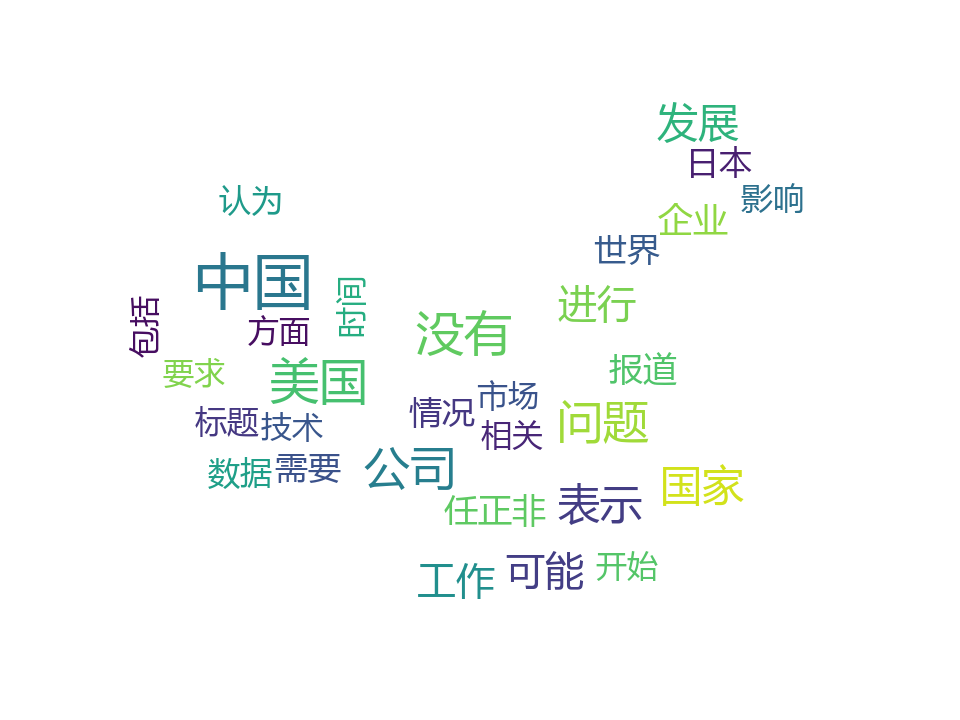 发展
日本
认为
影响
企业
世界
中国
时间
进行
包括
方面
没有
要求
美国
报道
标题
技术
情况
市场
相关
问题
数据
需要
公司
国家
任正非
表示
工作
可能
开始